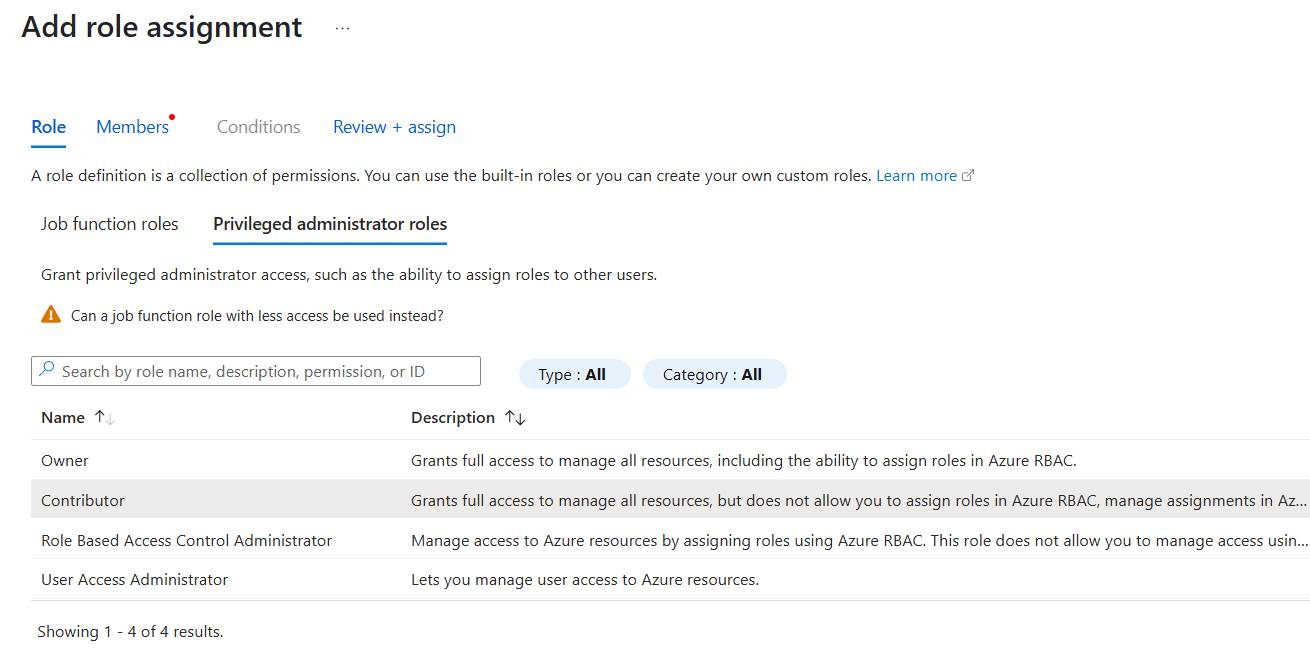 Add role assignment ...
Role Members Conditions Review + assign
A role definition is a collection of permissions. You can use the built-in roles or you can create your own custom roles. Learn more
Job function roles Privileged administrator roles
Grant privileged administrator access, such as the ability to assign roles to other users.
Can a job function role with less access be used instead?
Search by role name, description, permission, or ID Type : All Category : All
Name ↑↓ Description ↑↓
Owner Grants full access to manage all resources, including the ability to assign roles in Azure RBAC.
Contributor Grants full access to manage all resources, but does not allow you to assign roles in Azure RBAC, manage assignments in Az...
Role Based Access Control Administrator Manage access to Azure resources by assigning roles using Azure RBAC. This role does not allow you to manage access usin...
User Access Administrator Lets you manage user access to Azure resources.
Showing 1 - 4 of 4 results.